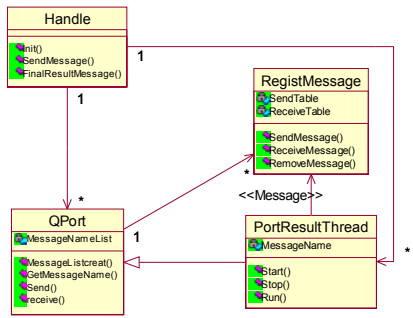 Handle
Init()
SendMessage()
FinalResultMessage()
1
1
RegistMessage
SendTable
ReceiveTable
SendMessage()
ReceiveMessage()
RemoveMessage()
*
*
<<Message>>
QPort
MessageNameList
MessageListcreat()
GetMessageName()
Send()
receive()
1
PortResultThread
MessageName
Start()
Stop()
Run()
*